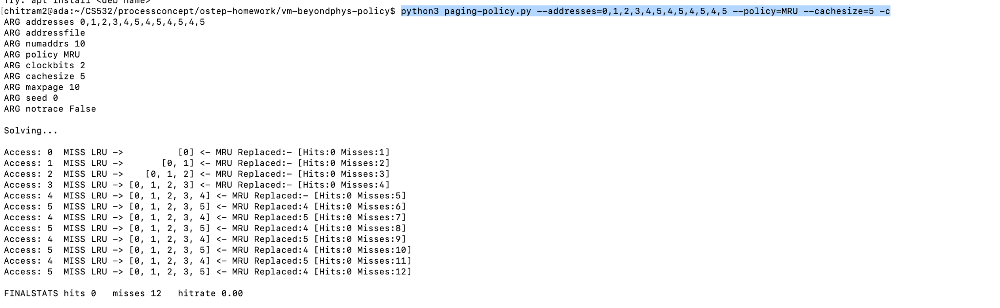 Try: apt install <deb name>
chitram2@ada:~/CS532/processconcept/ostep-homework/vm-beyondphys-policy$ python3 paging-policy.py --addresses=0,1,2,3,4,5,4,5,4,5,4,5 --policy=MRU --cachesize=5 -c
ARG addresses 0,1,2,3,4,5,4,5,4,5,4,5
ARG addressfile
ARG numaddrs 10
ARG policy MRU
ARG clockbits 2
ARG cachesize 5
ARG maxpage 10
ARG seed 0
ARG notrace False
Solving...
Access: 0  MISS LRU ->          [0] <- MRU Replaced:- [Hits:0 Misses:1]
Access: 1  MISS LRU ->       [0, 1] <- MRU Replaced:- [Hits:0 Misses:2]
Access: 2  MISS LRU ->    [0, 1, 2] <- MRU Replaced:- [Hits:0 Misses:3]
Access: 3  MISS LRU -> [0, 1, 2, 3] <- MRU Replaced:- [Hits:0 Misses:4]
Access: 4  MISS LRU -> [0, 1, 2, 3, 4] <- MRU Replaced:- [Hits:0 Misses:5]
Access: 5  MISS LRU -> [0, 1, 2, 3, 5] <- MRU Replaced:4 [Hits:0 Misses:6]
Access: 4  MISS LRU -> [0, 1, 2, 3, 4] <- MRU Replaced:5 [Hits:0 Misses:7]
Access: 5  MISS LRU -> [0, 1, 2, 3, 5] <- MRU Replaced:4 [Hits:0 Misses:8]
Access: 4  MISS LRU -> [0, 1, 2, 3, 4] <- MRU Replaced:5 [Hits:0 Misses:9]
Access: 5  MISS LRU -> [0, 1, 2, 3, 5] <- MRU Replaced:4 [Hits:0 Misses:10]
Access: 4  MISS LRU -> [0, 1, 2, 3, 4] <- MRU Replaced:5 [Hits:0 Misses:11]
Access: 5  MISS LRU -> [0, 1, 2, 3, 5] <- MRU Replaced:4 [Hits:0 Misses:12]
FINALSTATS hits 0   misses 12   hitrate 0.00